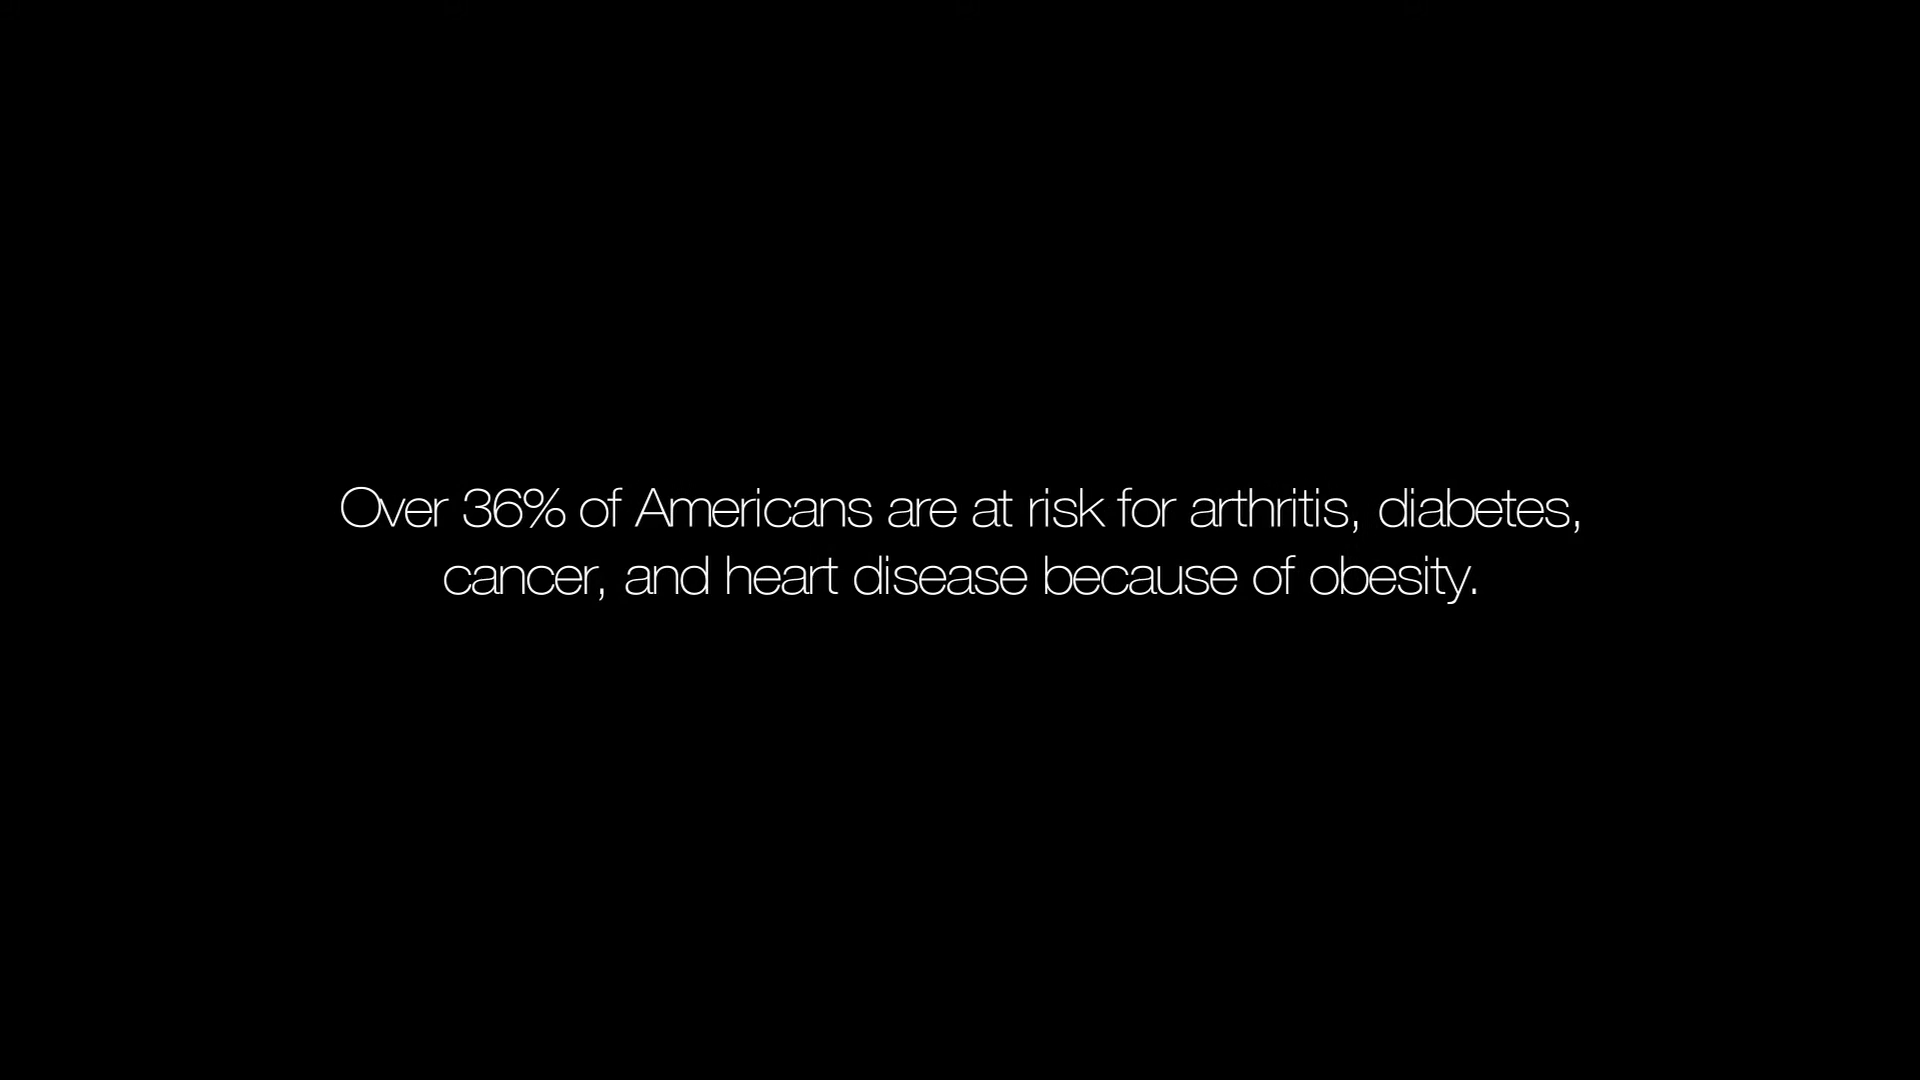 Over 36% of Americans are at risk for arthritis, diabetes,
cancer, and heart disease because of obesity.